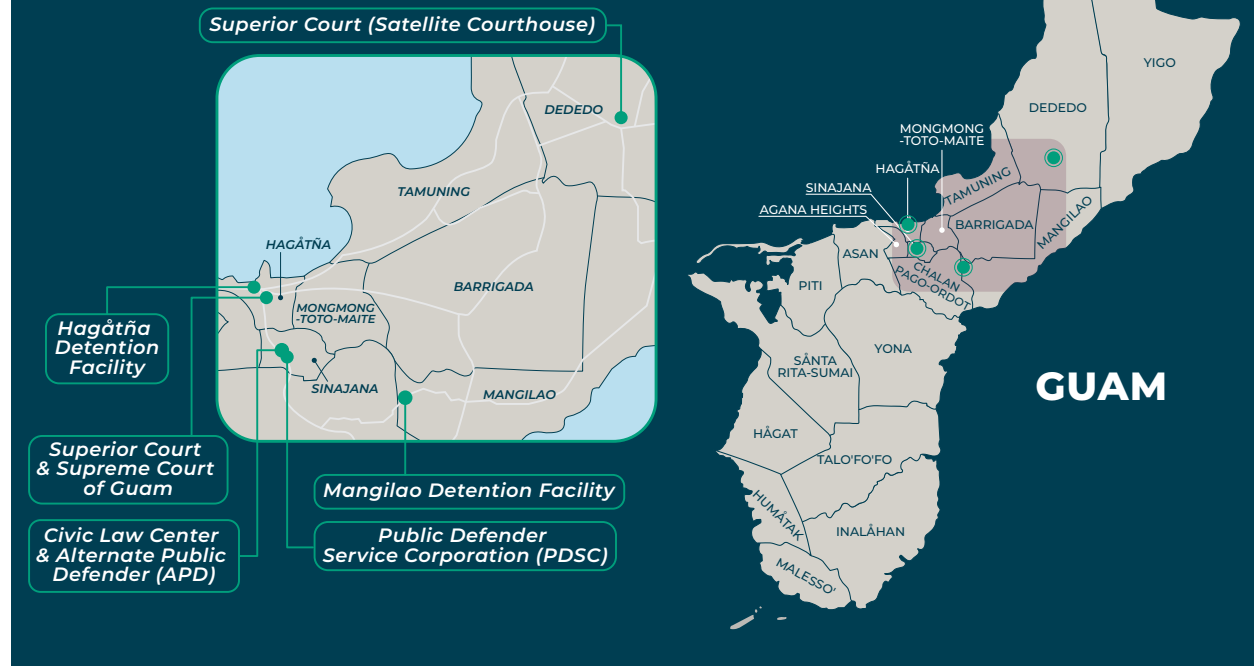 Superior Court (Satellite Courthouse)
DEDEDO
TAMUNING
HAGÅTÑA
BARRIGADA
MONGMONG
-TOTO-MAITE
SINAJANA
MANGILAO
Hagåtña
Detention
Facility
Superior Court
& Supreme Court
of Guam
Civic Law Center
& Alternate Public
Defender (APD)
Mangilao Detention Facility
Public Defender
Service Corporation (PDSC)
YIGO
DEDEDO
MONGMONG
-TOTO-MAITE
HAGÅTÑA
SINAJANA
AGANA HEIGHTS
TAMUNING
BARRIGADA
MANGILAO
ASAN
CHALAN
PAGO-ORDOT
PITI
YONA
SÅNTA
RITA-SUMAI
GUAM
HÅGAT
TALO'FO'FO
HUMÅTAK
INALÅHAN
MALESSO'